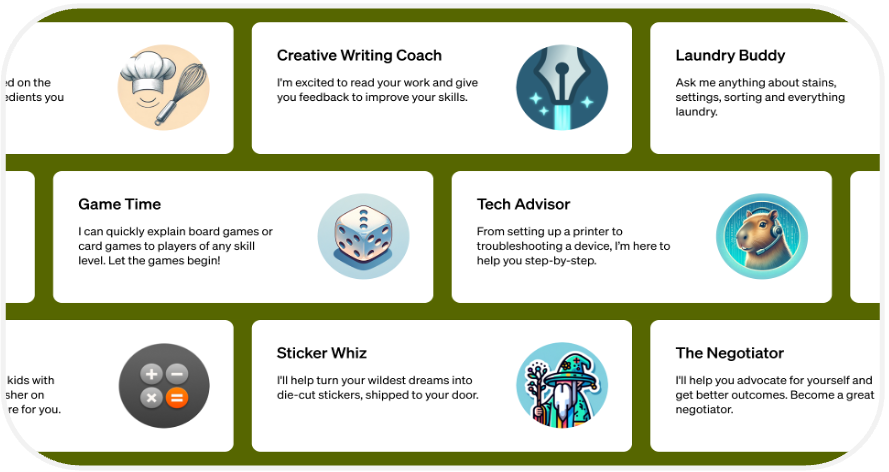 ed on the
edients you
Creative Writing Coach
I'm excited to read your work and give
you feedback to improve your skills.
Laundry Buddy
Ask me anything about stains,
settings, sorting and everything
laundry.
Game Time
I can quickly explain board games or
card games to players of any skill
level. Let the games begin!
Tech Advisor
From setting up a printer to
troubleshooting a device, I'm here to
help you step-by-step.
kids with
sher on
re for you.
Sticker Whiz
I'll help turn your wildest dreams into
die-cut stickers, shipped to your door.
The Negotiator
I'll help you advocate for yourself and
get better outcomes. Become a great
negotiator.